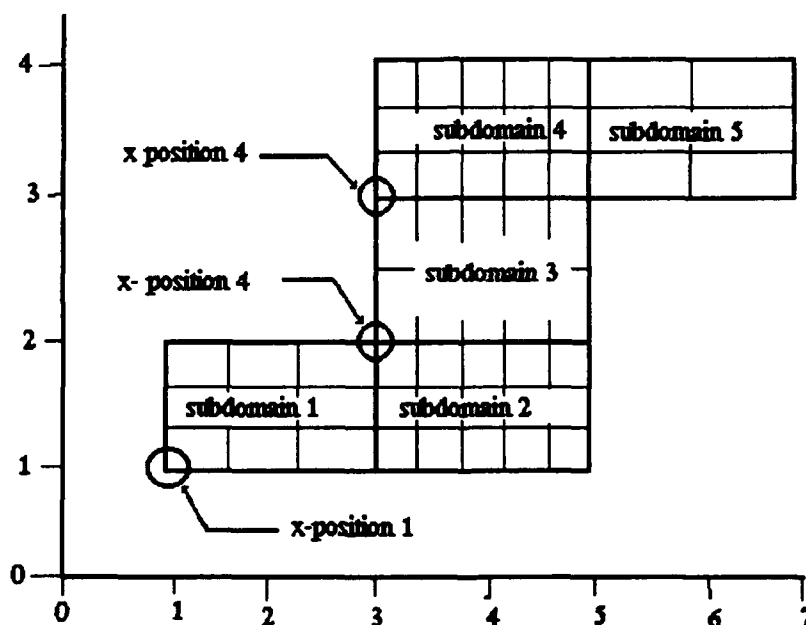 4
subdomain 4
subdomain 5
x position 4
3
x- position 4
subdomain 3
2
subdomain 1
subdomain 2
1
x-position 1
0
0 1 2 3 4 5 6 7